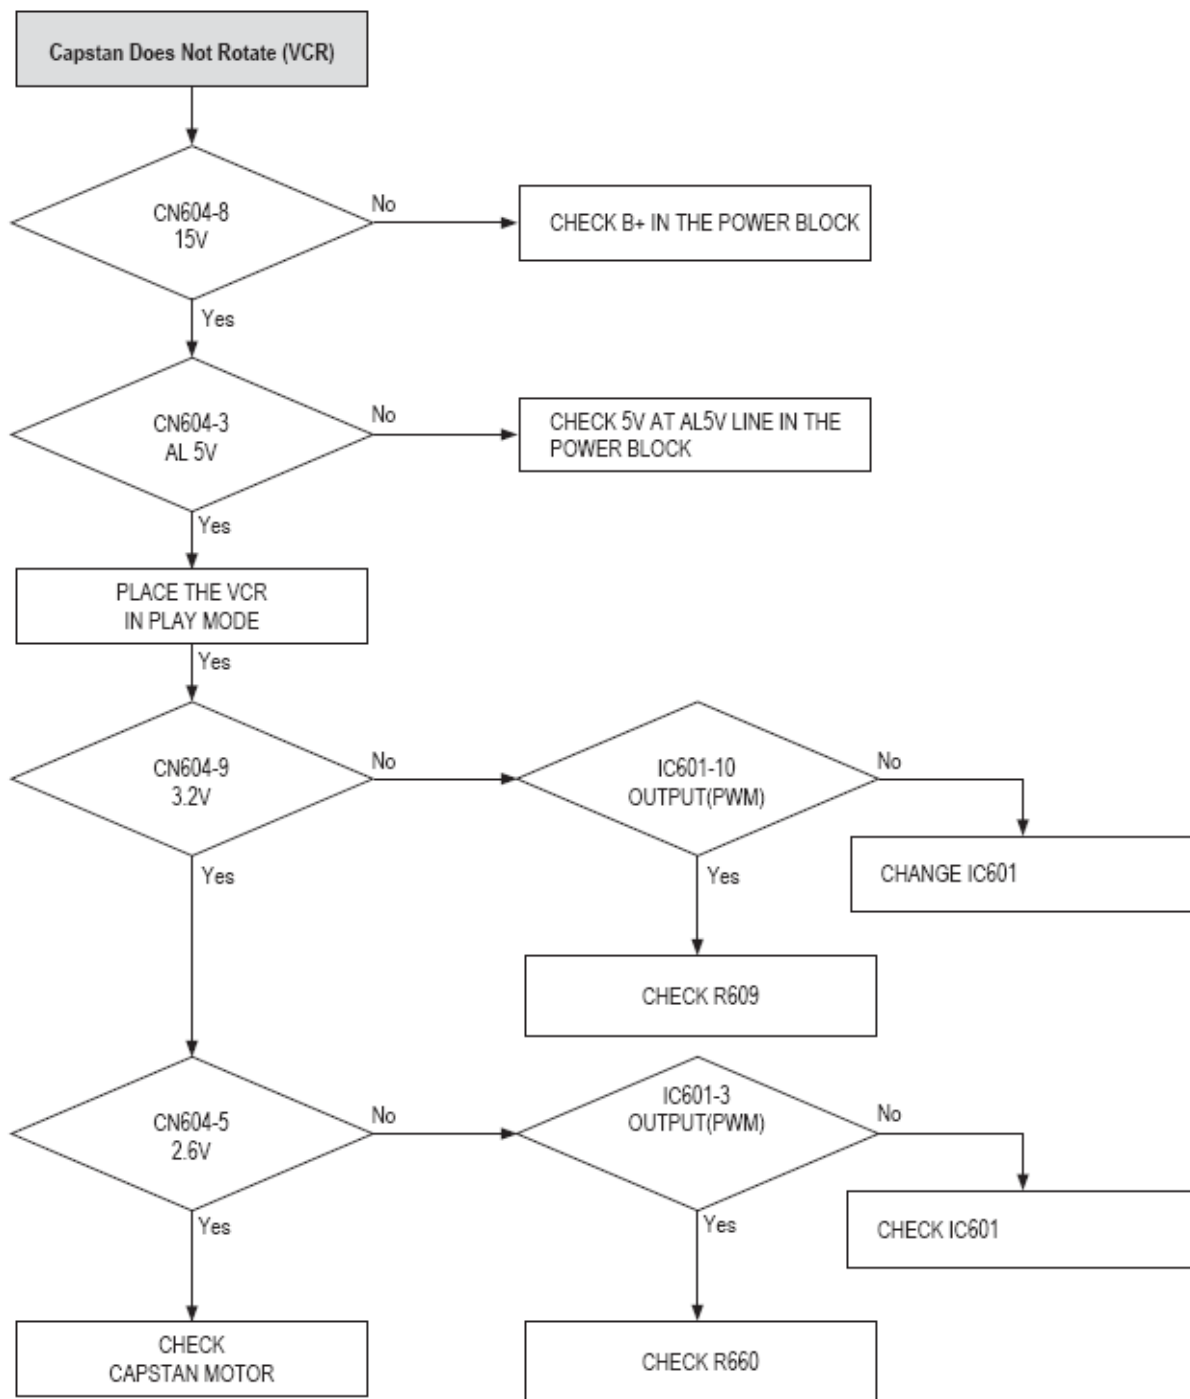 Capstan Does Not Rotate (VCR)
CN604-8
15V
No
CHECK B+ IN THE POWER BLOCK
Yes
CN604-3
AL 5V
No
CHECK 5V AT AL5V LINE IN THE
POWER BLOCK
Yes
PLACE THE VCR
IN PLAY MODE
Yes
CN604-9
3.2V
No
IC601-10
OUTPUT(PWM)
No
CHANGE IC601
Yes
Yes
CHECK R609
CN604-5
2.6V
No
IC601-3
OUTPUT(PWM)
No
CHECK IC601
Yes
Yes
CHECK
CAPSTAN MOTOR
CHECK R660